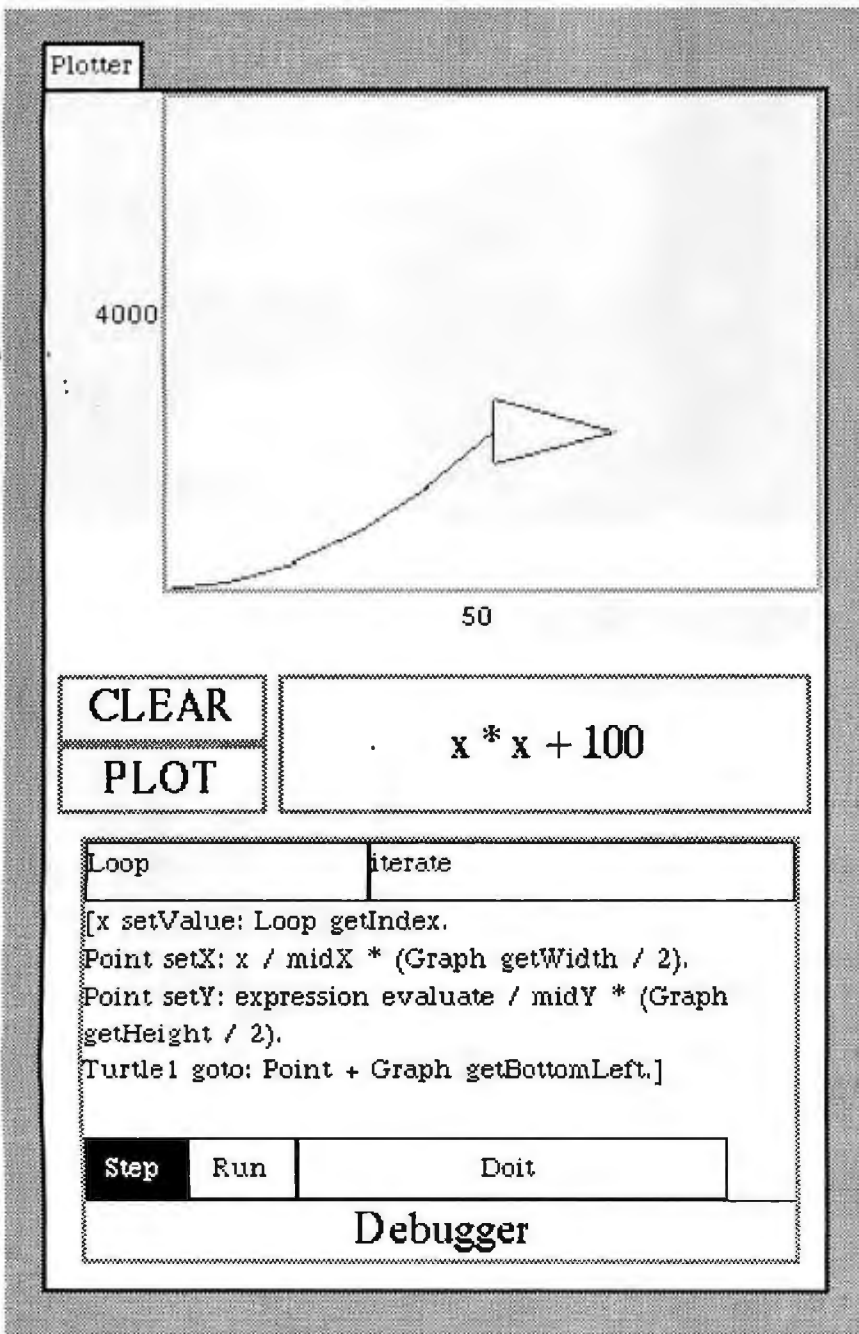 Plotter
4000
50
CLEAR
PLOT
x * x + 100
Loop
iterate
[x setValue: Loop getIndex.
Point setX: x / midX * (Graph getWidth / 2).
Point setY: expression evaluate / midY * (Graph
getHeight / 2).
Turtle1 goto: Point + Graph getBottomLeft.]
Step
Run
Doit
Debugger